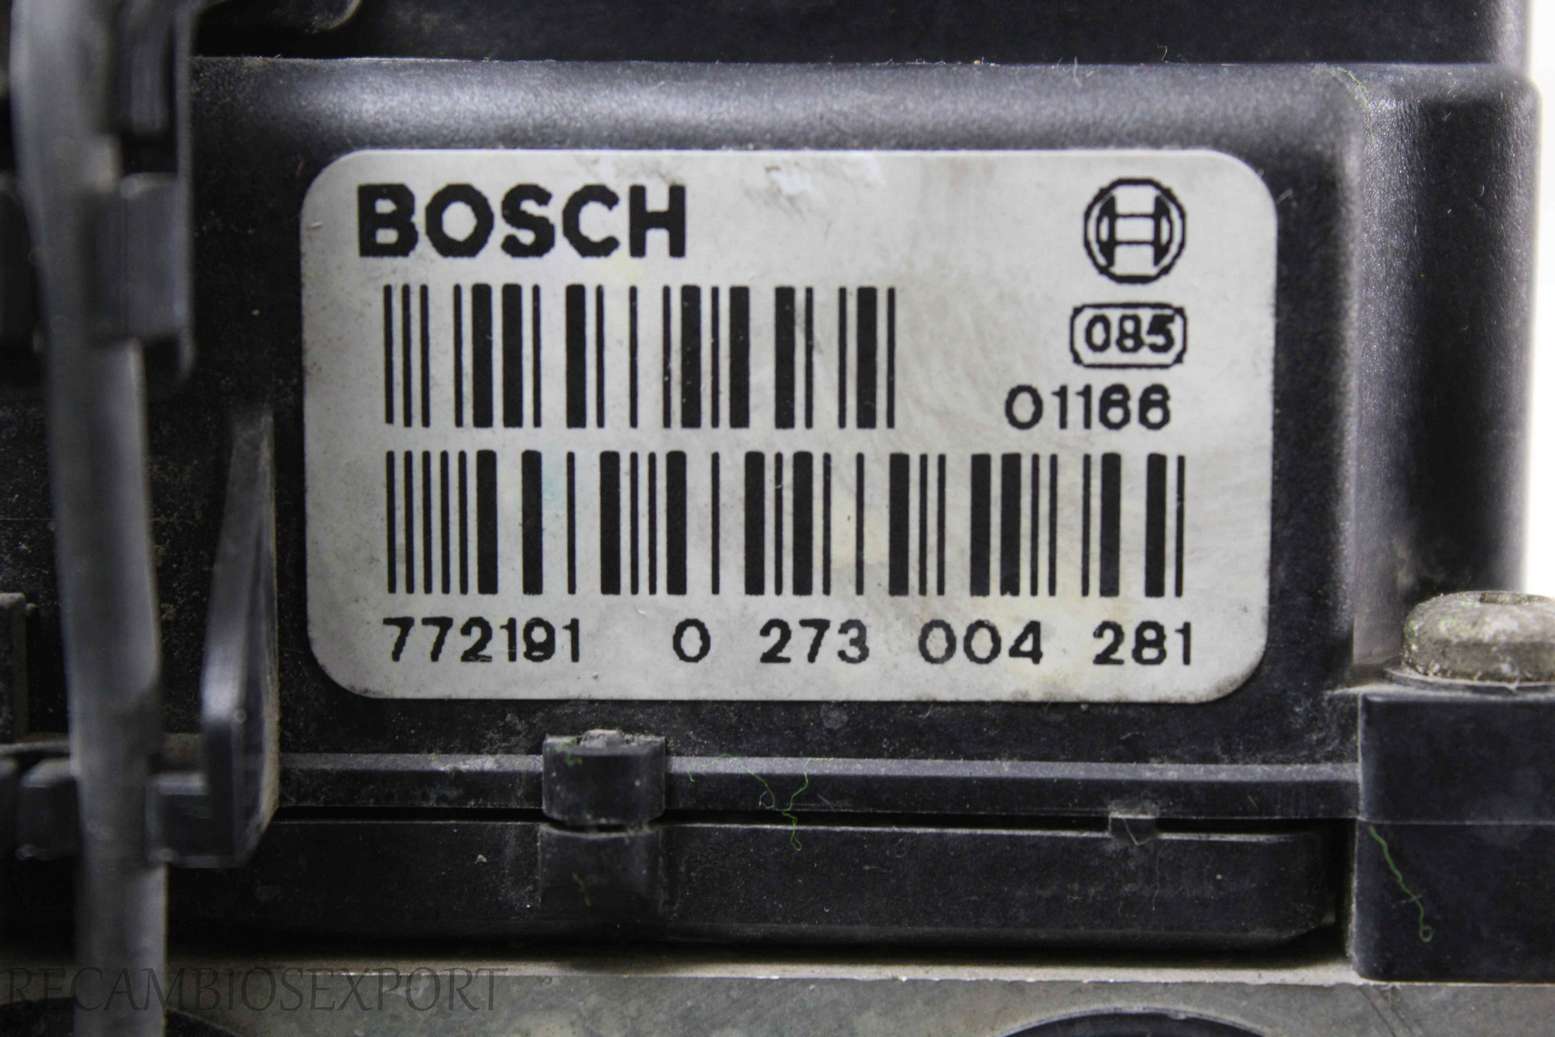 BOSCH
085
01166
772191 0 273 004 281
RECAMBIOSEXPORT